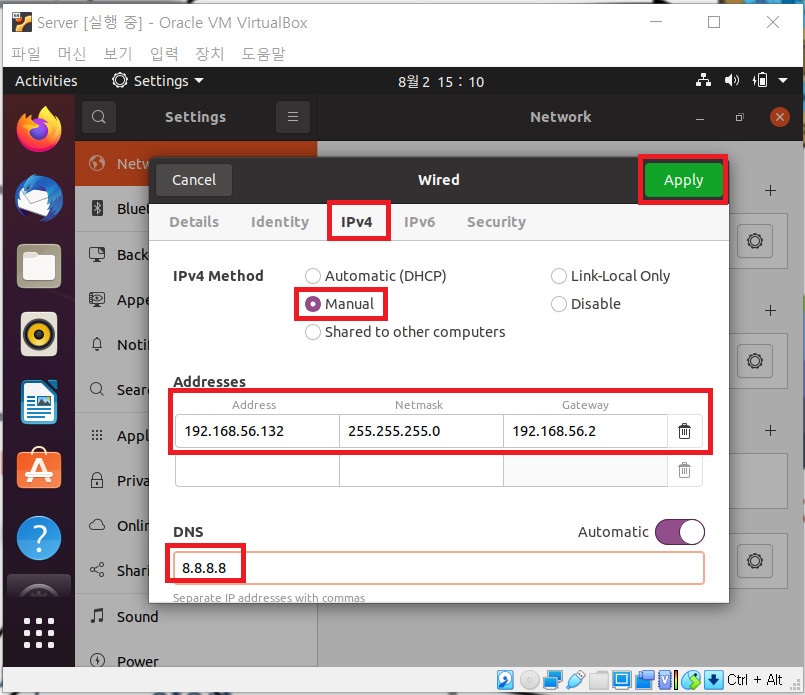 Server [실행 중] - Oracle VM VirtualBox
파일 머신 보기 입력 장치 도움말
Activities Settings 8월 2 15 : 10
Settings Network
Cancel Wired Apply
Netw
Details Identity IPv4 IPv6 Security
Bluet
Back
Appe
Notif
Sear
Appl
Priva
Onlin
Shari
Sound
Power
IPv4 Method Automatic (DHCP) Link-Local Only
Manual Disable
Shared to other computers
Addresses
Address Netmask Gateway
192.168.56.132 255.255.255.0 192.168.56.2
DNS Automatic
8.8.8.8
Separate IP addresses with commas
Ctrl + Alt